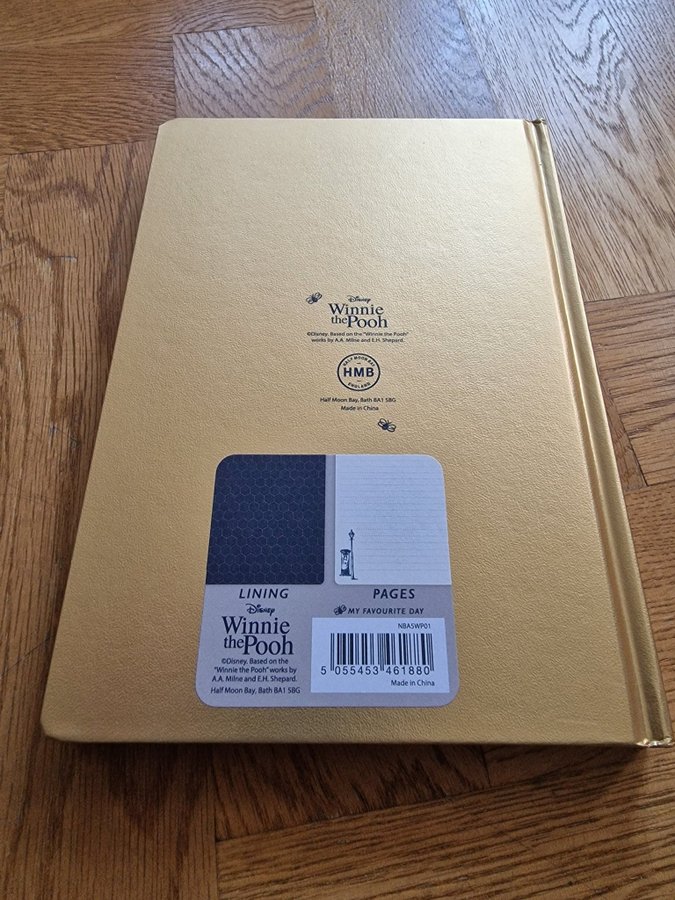 Disney
Winnie
the Pooh
©Disney. Based on the "Winnie the Pooh"
works by A.A. Milne and E.H. Shepard.
HALF MOON BAY
HMB
ENGLAND
Half Moon Bay, Bath BA1 5BG
Made in China
LINING
PAGES
Disney
Winnie
the Pooh
©Disney. Based on the
"Winnie the Pooh" works by
A.A. Milne and E.H. Shepard.
Half Moon Bay, Bath BA1 5BG
MY FAVOURITE DAY
NBA5WP01
5 055453 461880
Made in China